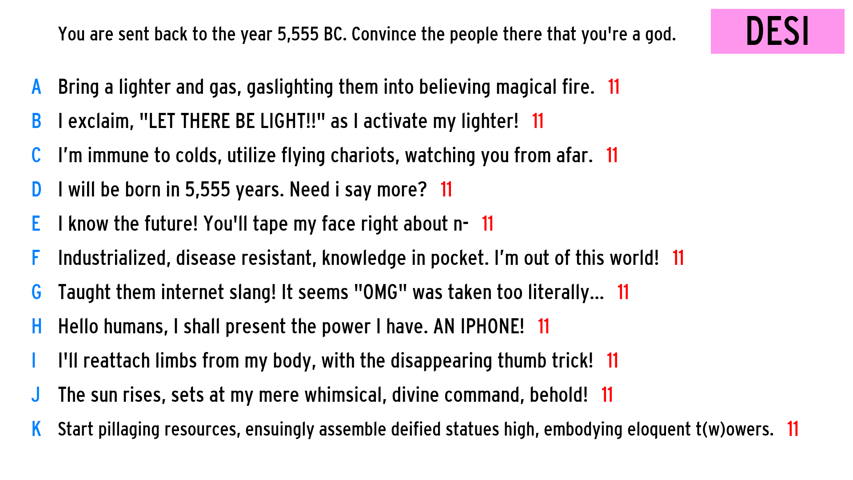 You are sent back to the year 5,555 BC. Convince the people there that you're a god.
DESI
A Bring a lighter and gas, gaslighting them into believing magical fire. 11
B I exclaim, "LET THERE BE LIGHT!!" as I activate my lighter! 11
C I'm immune to colds, utilize flying chariots, watching you from afar. 11
D I will be born in 5,555 years. Need i say more? 11
E I know the future! You'll tape my face right about n- 11
F Industrialized, disease resistant, knowledge in pocket. I'm out of this world! 11
G Taught them internet slang! It seems "OMG" was taken too literally... 11
H Hello humans, I shall present the power I have. AN IPHONE! 11
I I'll reattach limbs from my body, with the disappearing thumb trick! 11
J The sun rises, sets at my mere whimsical, divine command, behold! 11
K Start pillaging resources, ensuingly assemble deified statues high, embodying eloquent t(w)owers. 11